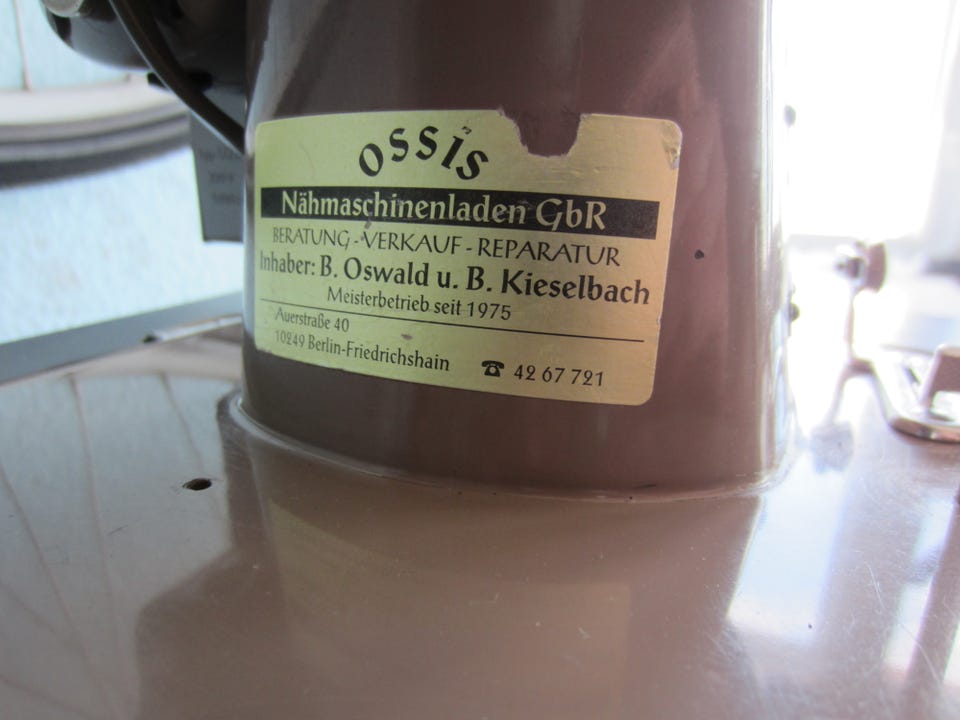 OSSIS
Nähmaschinenladen GbR
BERATUNG - VERKAUF - REPARATUR
Inhaber: B. Oswald u. B. Kieselbach
Meisterbetrieb seit 1975
Auerstraße 40
10249 Berlin-Friedrichshain ☎ 42 67 721